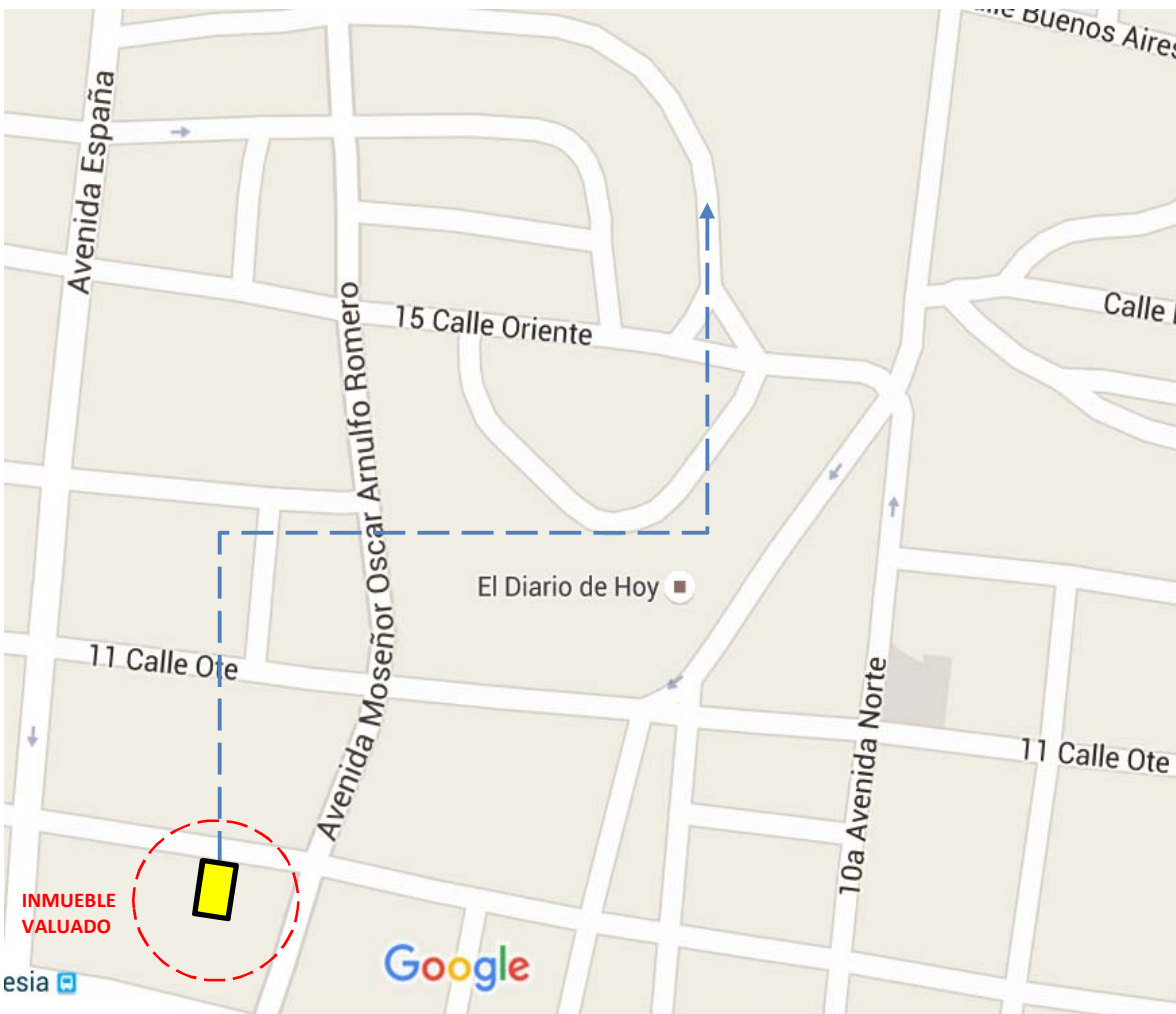 Buenos Aires
Avenida España
15 Calle Oriente
Calle
Avenida Moseñor Oscar Arnulfo Romero
El Diario de Hoy
11 Calle Ote
10a Avenida Norte
11 Calle Ote
INMUEBLE
VALUADO
Google
esia